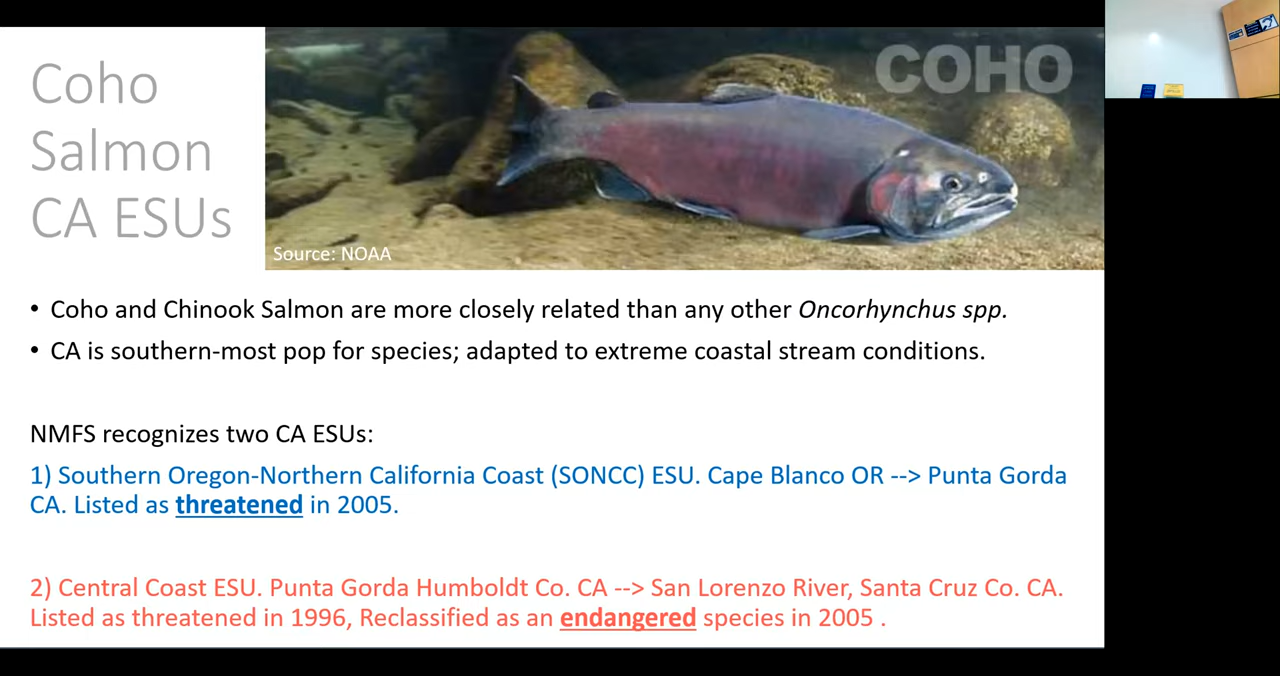 Coho
Salmon
CA ESUs
COHO
Source: NOAA
• Coho and Chinook Salmon are more closely related than any other Oncorhynchus spp.
• CA is southern-most pop for species; adapted to extreme coastal stream conditions.
NMFS recognizes two CA ESUs:
1) Southern Oregon-Northern California Coast (SONCC) ESU. Cape Blanco OR --> Punta Gorda
CA. Listed as threatened in 2005.
2) Central Coast ESU. Punta Gorda Humboldt Co. CA --> San Lorenzo River, Santa Cruz Co. CA.
Listed as threatened in 1996, Reclassified as an endangered species in 2005 .